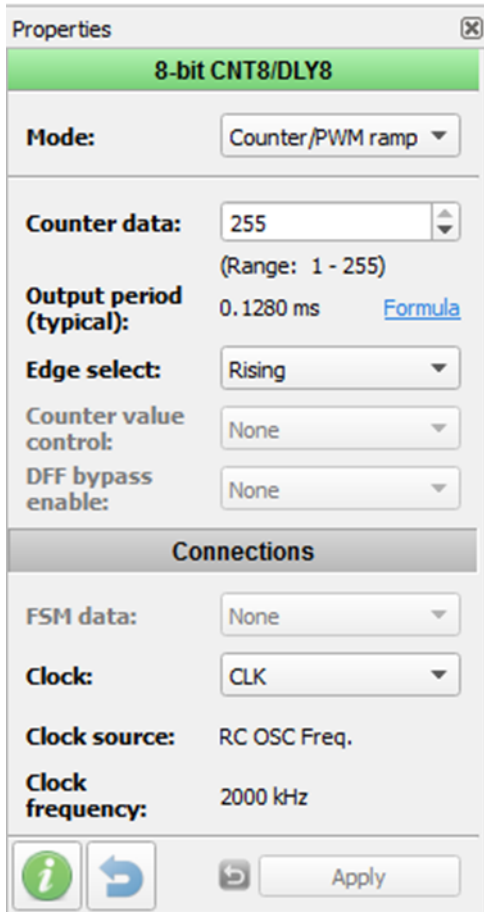 Properties
8-bit CNT8/DLY8
Mode: Counter/PWM ramp
Counter data: 255
(Range: 1 - 255)
Output period
(typical): 0.1280 ms Formula
Edge select: Rising
Counter value
control: None
DFF bypass
enable: None
Connections
FSM data: None
Clock: CLK
Clock source: RC OSC Freq.
Clock
frequency: 2000 kHz
Apply